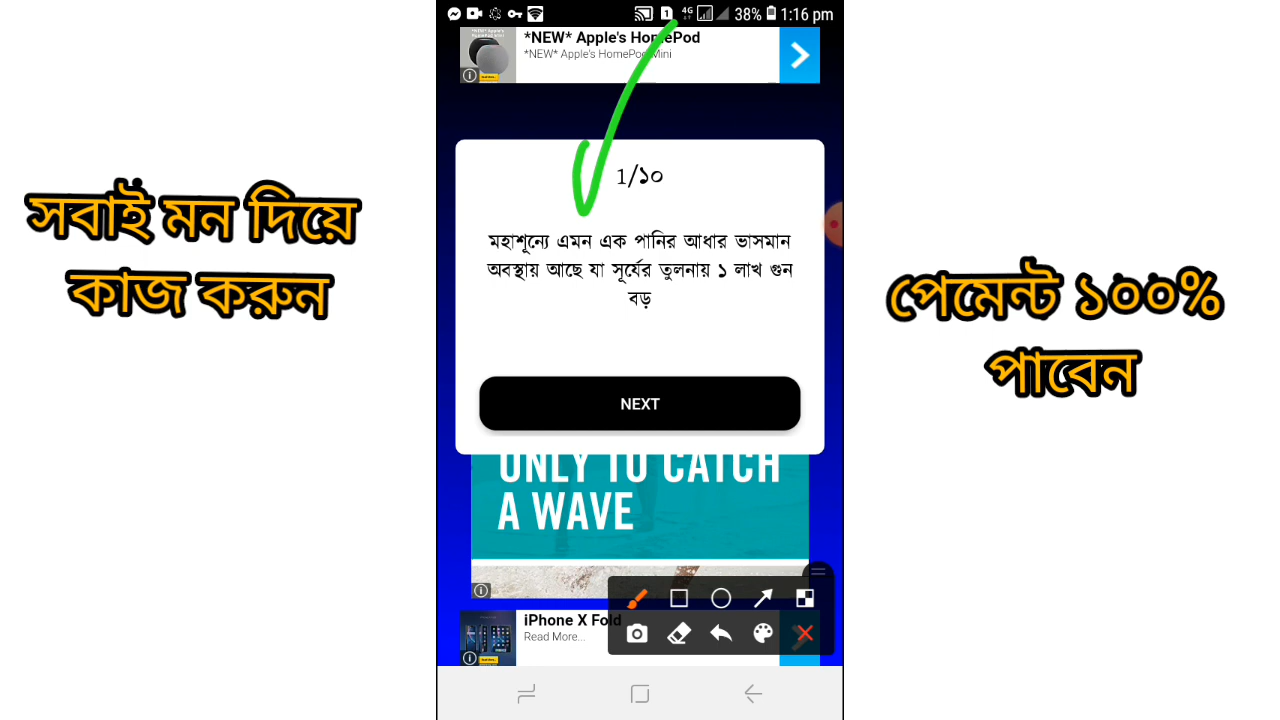 38% 1:16 pm
*NEW* Apple's HomePod
*NEW* Apple's HomePod Mini
1/১০
মহাশূন্যে এমন এক পানির আধার ভাসমান
অবস্থায় আছে যা সূর্যের তুলনায় ১ লাখ গুন
বড়
NEXT
সবাই মন দিয়ে
কাজ করুন
পেমেন্ট ১০০%
পাবেন
ONLY TO CATCH
A WAVE
iPhone X Fold
Read More...